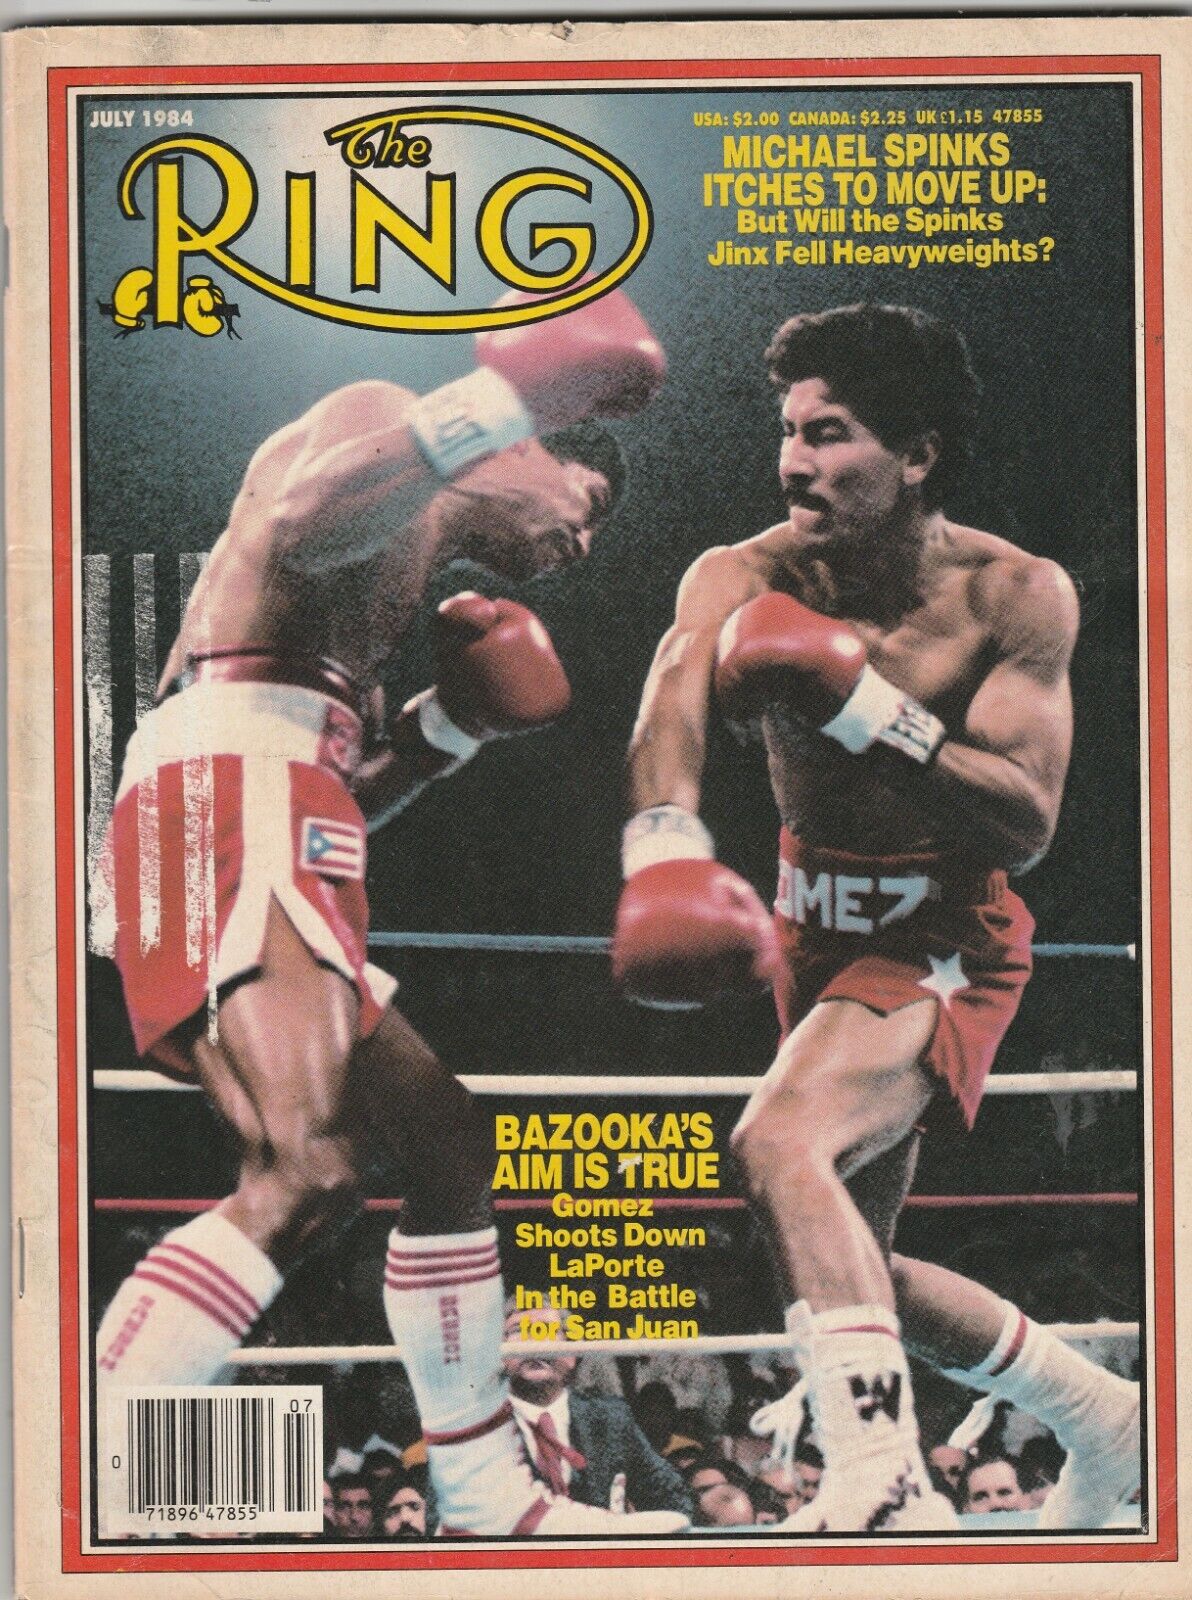 JULY 1984
The
RING
USA: $2.00 CANADA: $2.25 UK £1.15 47855
MICHAEL SPINKS
ITCHES TO MOVE UP:
But Will the Spinks
Jinx Fell Heavyweights?
OMEZ
BAZOOKA'S
AIM IS TRUE
Gomez
Shoots Down
LaPorte
In the Battle
for San Juan
07
0
71896 47855